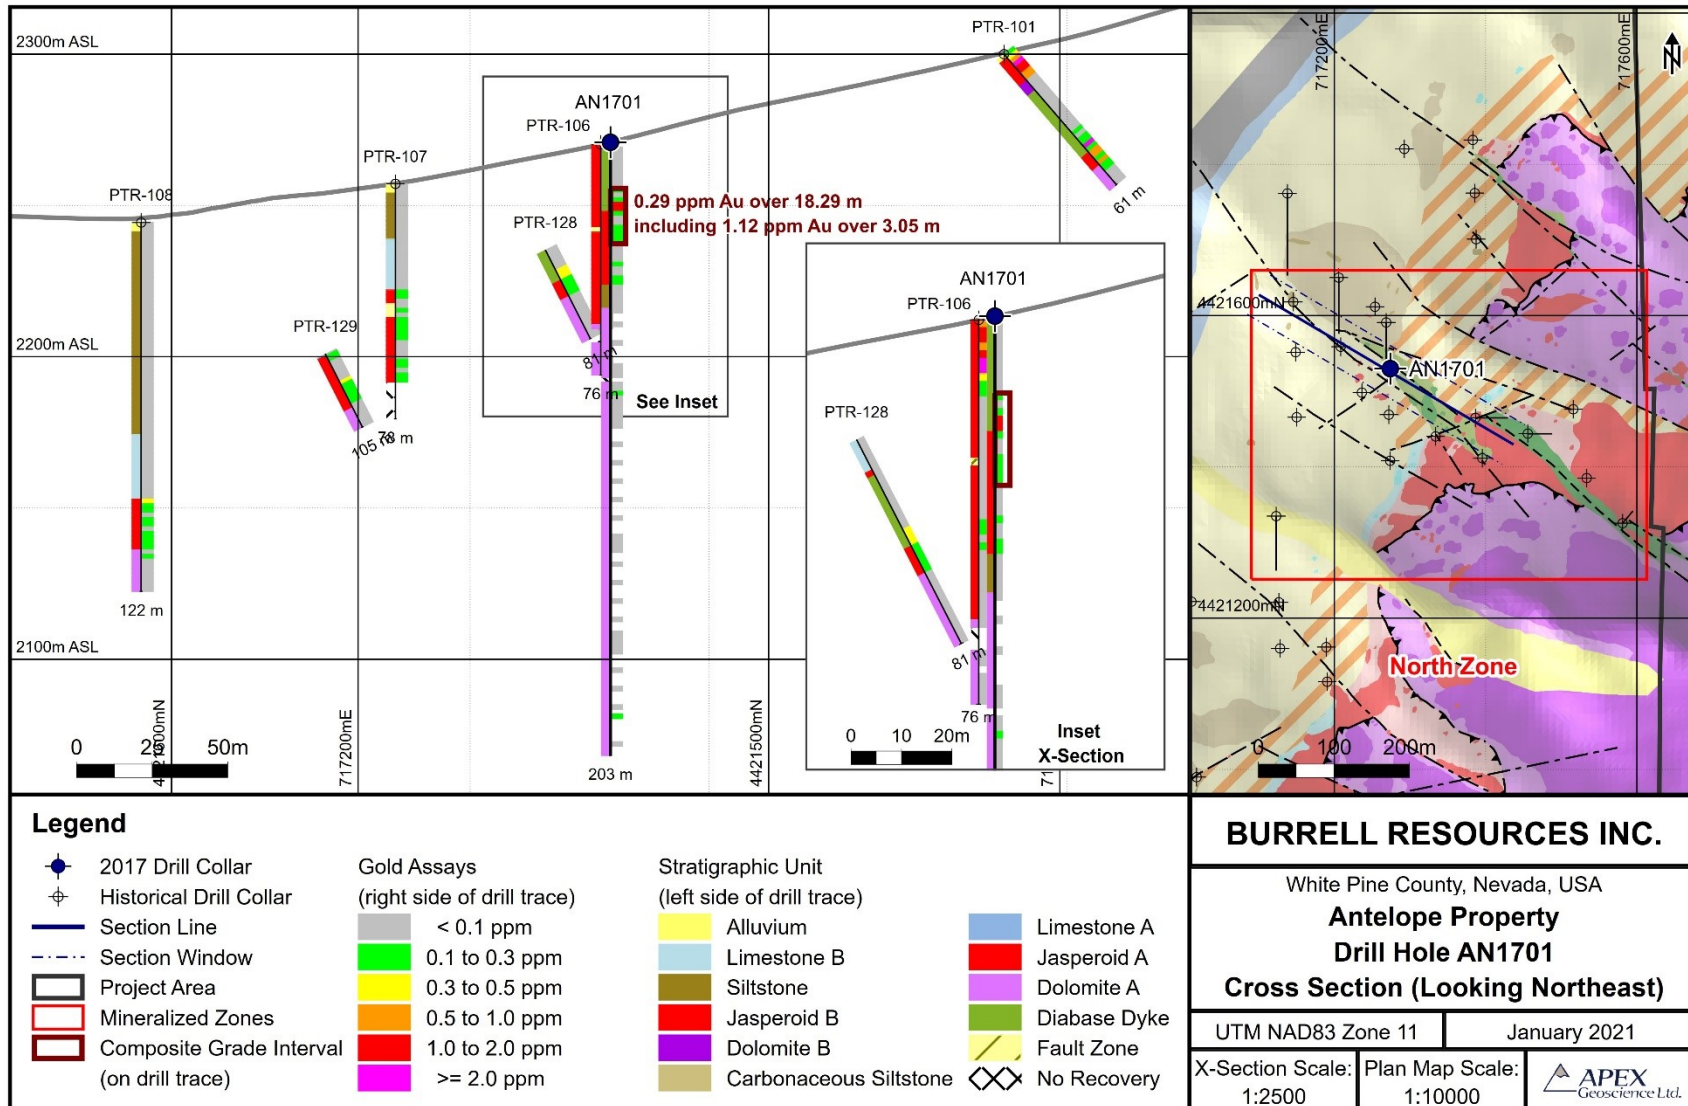 2300m ASL
PTR-101
AN1701
PTR-106
PTR-107
PTR-108
PTR-128
0.29 ppm Au over 18.29 m
including 1.12 ppm Au over 3.05 m
61 m
AN1701
PTR-106
PTR-129
2200m ASL
81 m
76 m
See Inset
PTR-128
105 m
78 m
122 m
2100m ASL
81 m
76 m
0 25 50m
4421600mN
717200mE
4421500mN
0 10 20m
Inset
X-Section
203 m
717200mE
717600mE
N
4421600mN
AN1701
4421200mN
North Zone
0 100 200m
Legend
2017 Drill Collar
Historical Drill Collar
Section Line
Section Window
Project Area
Mineralized Zones
Composite Grade Interval
(on drill trace)
Gold Assays
(right side of drill trace)
< 0.1 ppm
0.1 to 0.3 ppm
0.3 to 0.5 ppm
0.5 to 1.0 ppm
1.0 to 2.0 ppm
>= 2.0 ppm
Stratigraphic Unit
(left side of drill trace)
Alluvium
Limestone B
Siltstone
Jasperoid B
Dolomite B
Carbonaceous Siltstone
Limestone A
Jasperoid A
Dolomite A
Diabase Dyke
Fault Zone
No Recovery
BURRELL RESOURCES INC.
White Pine County, Nevada, USA
Antelope Property
Drill Hole AN1701
Cross Section (Looking Northeast)
UTM NAD83 Zone 11
January 2021
X-Section Scale:
1:2500
Plan Map Scale:
1:10000
APEX
Geoscience Ltd.